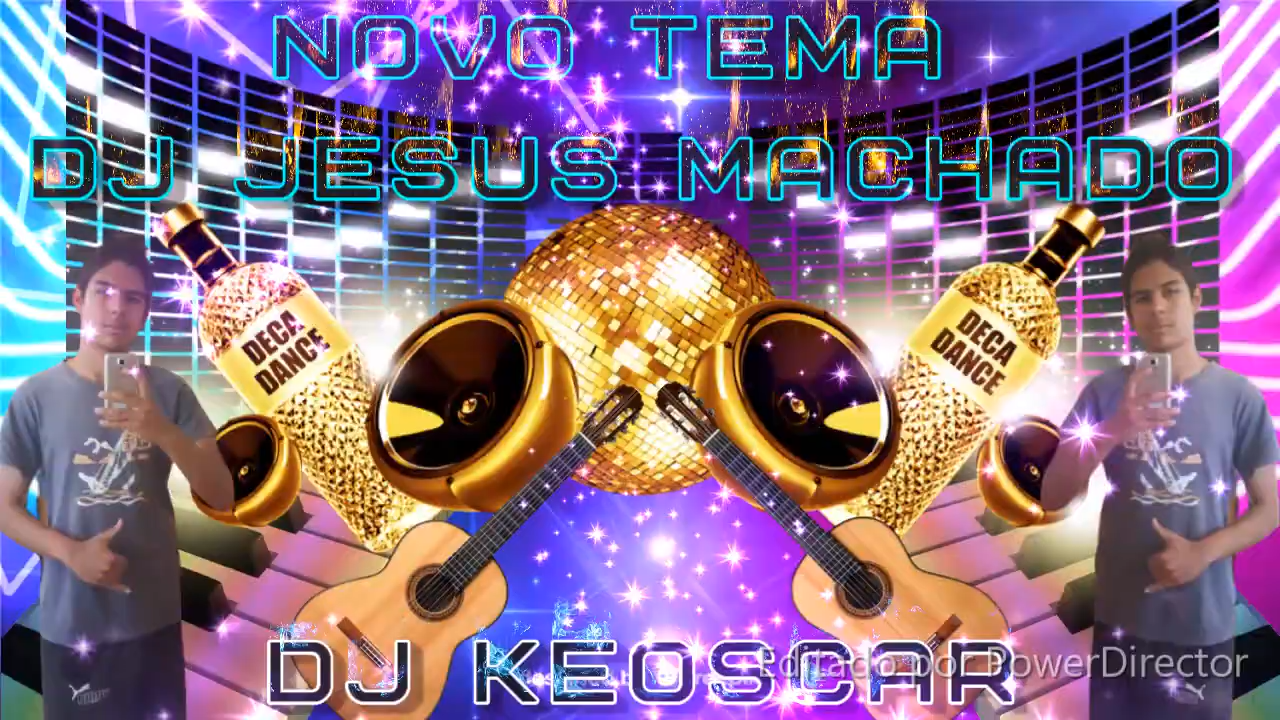 NOVO TEMA
DJ JESUS MACHADO
DECA
DANCE
DECA
DANCE
DJ KEOSCAR
Editado por PowerDirector